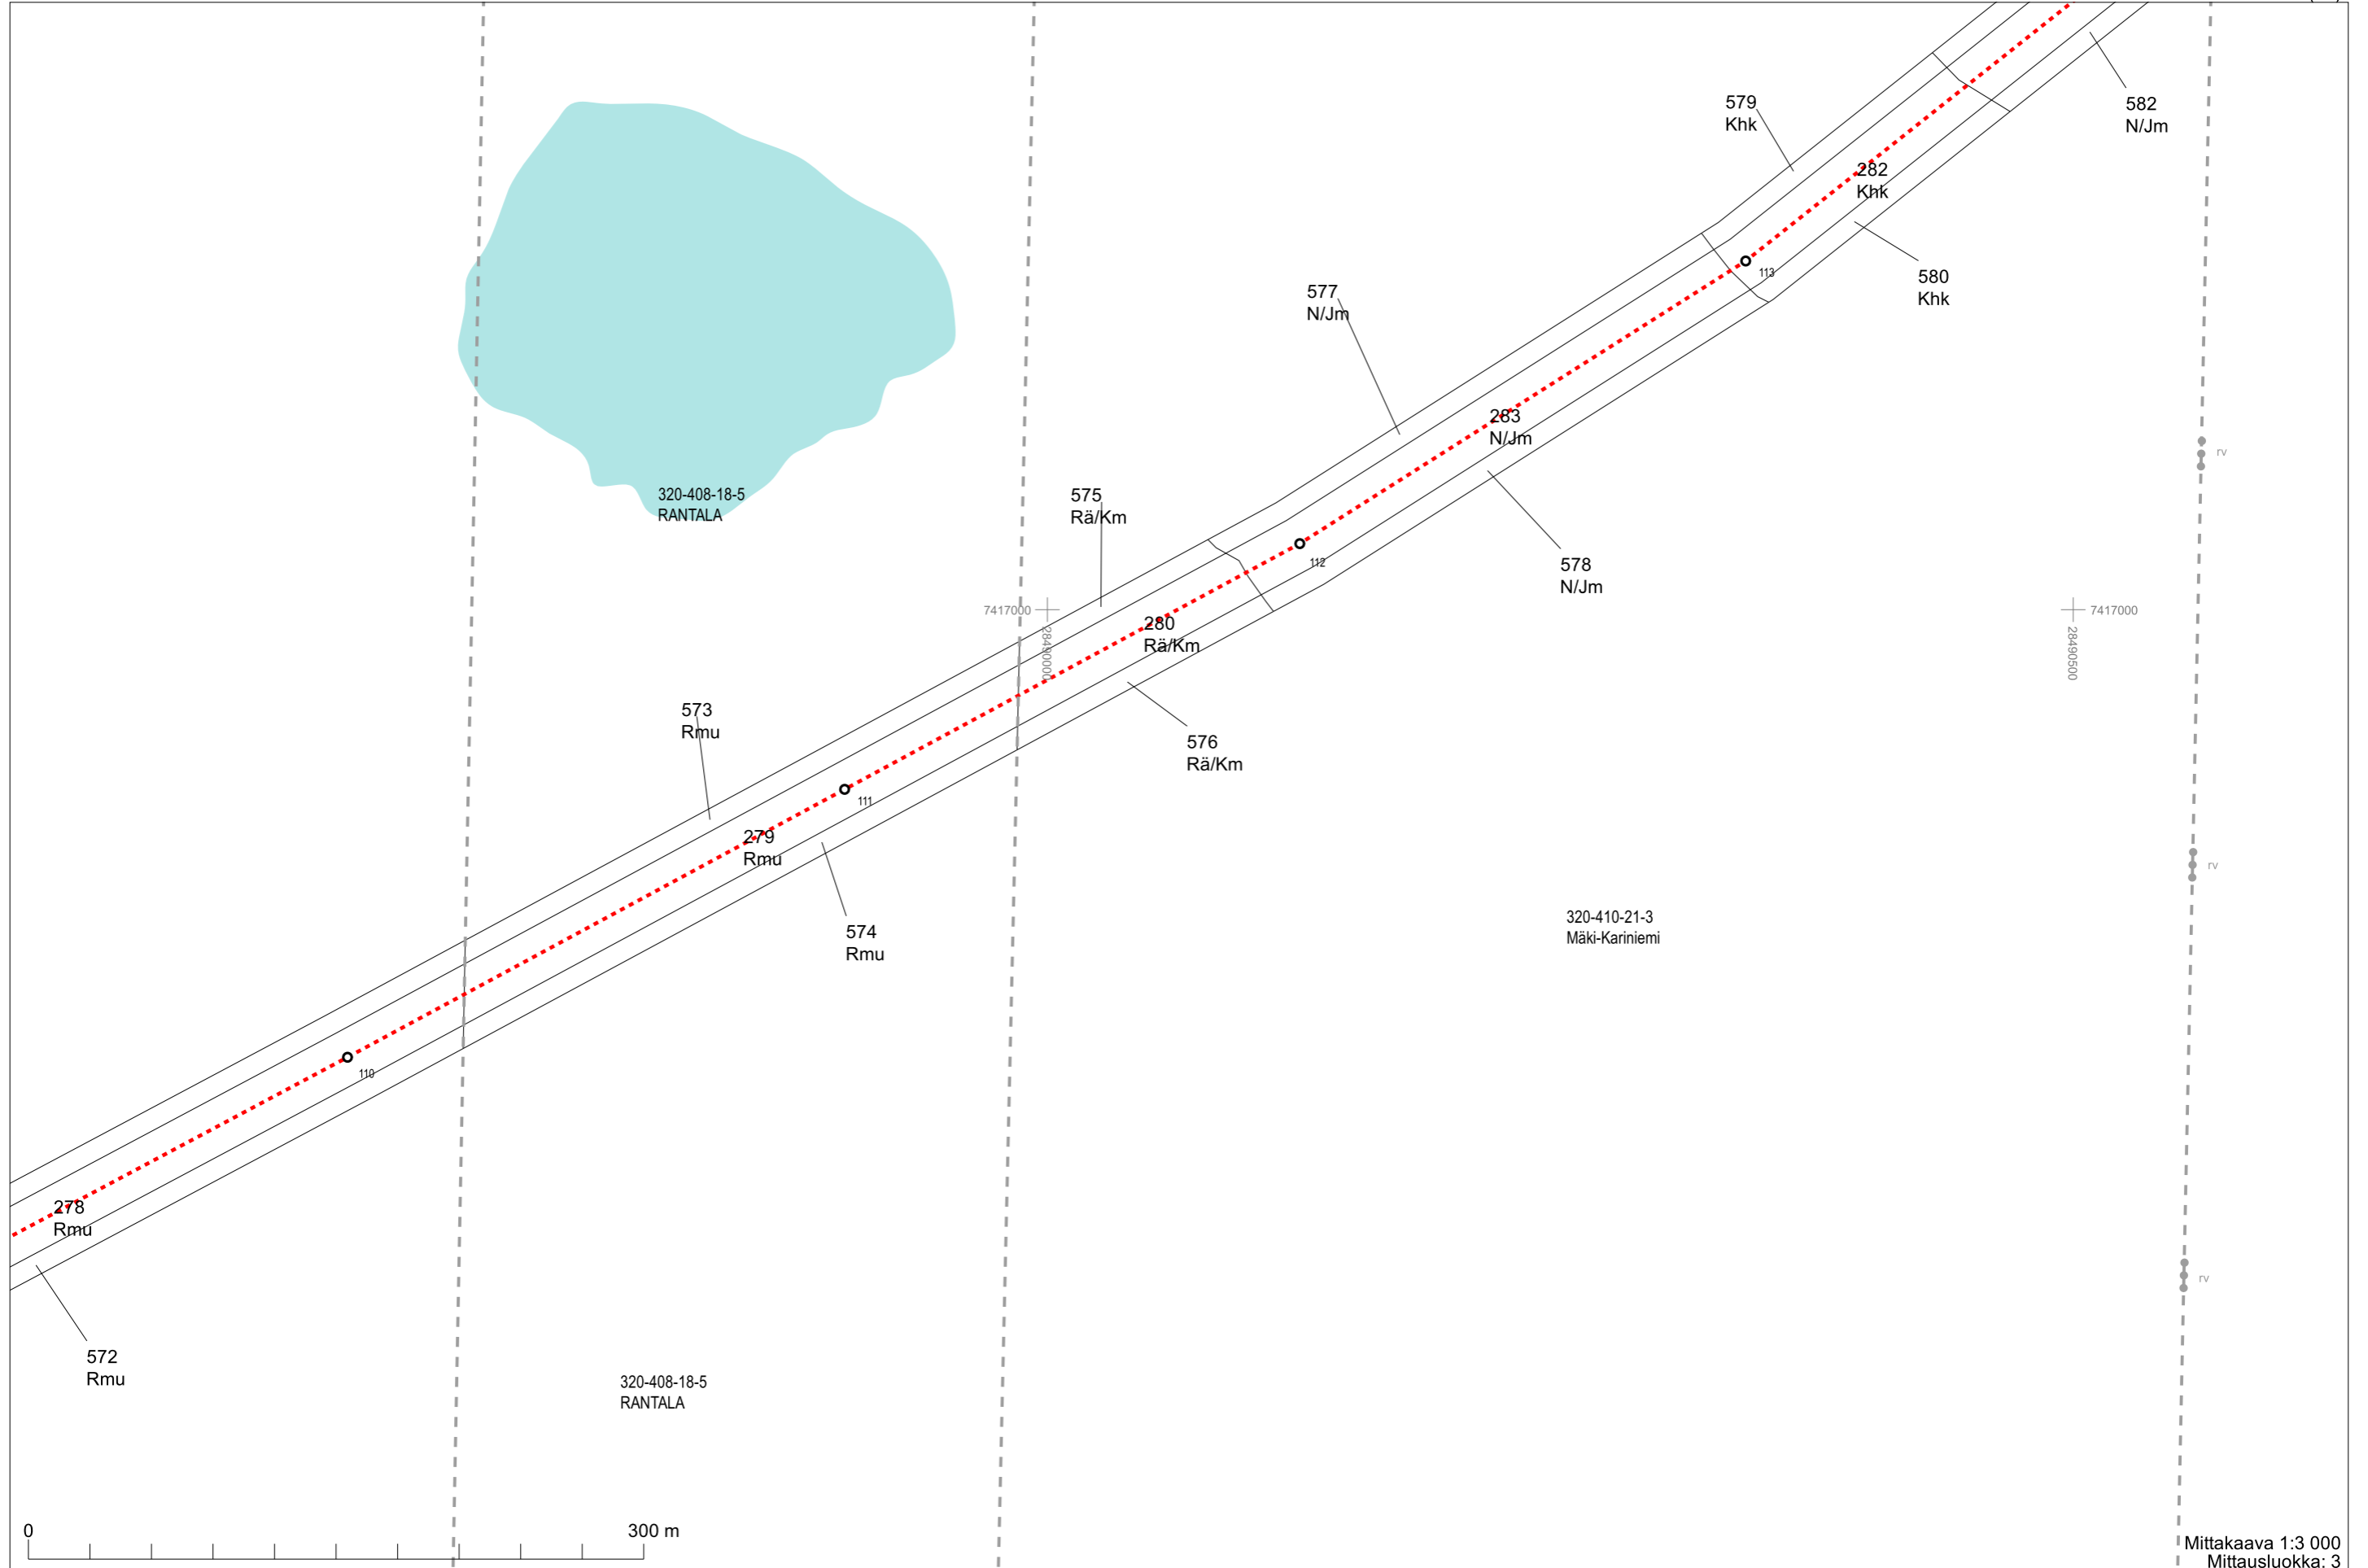 579
Khk
582
N/Jm
282
Khk
113
580
Khk
577
N/Jm
283
N/Jm
rv
320-408-18-5
RANTALA
575
Rä/Km
112
578
N/Jm
7417000
28490000
7417000
28490500
280
Rä/Km
573
Rmu
576
Rä/Km
111
279
Rmu
rv
574
Rmu
320-410-21-3
Mäki-Kariniemi
110
278
Rmu
rv
572
Rmu
320-408-18-5
RANTALA
0
300 m
Mittakaava 1:3 000
Mittausluokka: 3